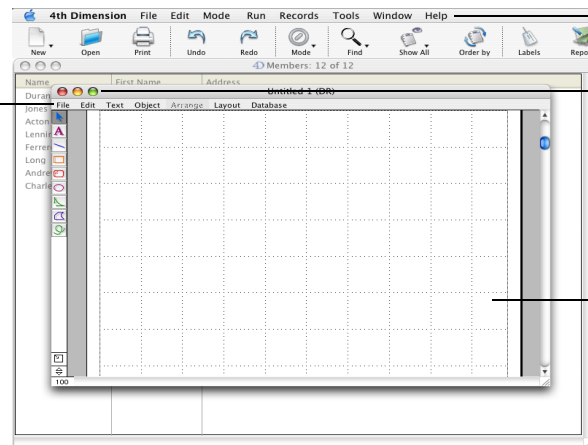 4th Dimension File Edit Mode Run Records Tools Window Help
New Open Print Undo Redo Mode Find Show All Order by Labels Repo
Members: 12 of 12
Name First Name Address
Untitled 1 (DR)
File Edit Text Object Arrange Layout Database
Duran
Jones
Acton
Lennir
Ferrer
Long
Andre
Charle
A
100